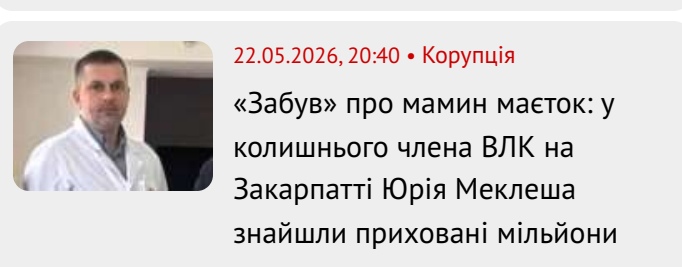 22.05.2026, 20:40 • Корупція
«Забув» про мамин маєток: у
колишнього члена ВЛК на
Закарпатті Юрія Меклеша
знайшли приховані мільйони